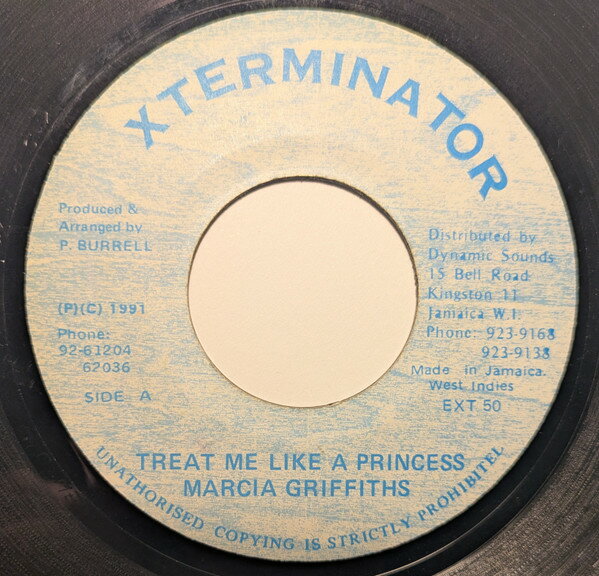 XTERMINATOR
Produced &
Arranged by
P. BURRELL
(P)(C) 1991
Phone:
92-61204
62036
SIDE A
Distributed by
Dynamic Sounds
15 Bell Road
Kingston 11
Jamaica W.I.
Phone: 923-9168
923-9138
Made in Jamaica.
West Indies
EXT 50
TREAT ME LIKE A PRINCESS
MARCIA GRIFFITHS
UNATHORISED COPYING IS STRICTLY PROHIBITEL